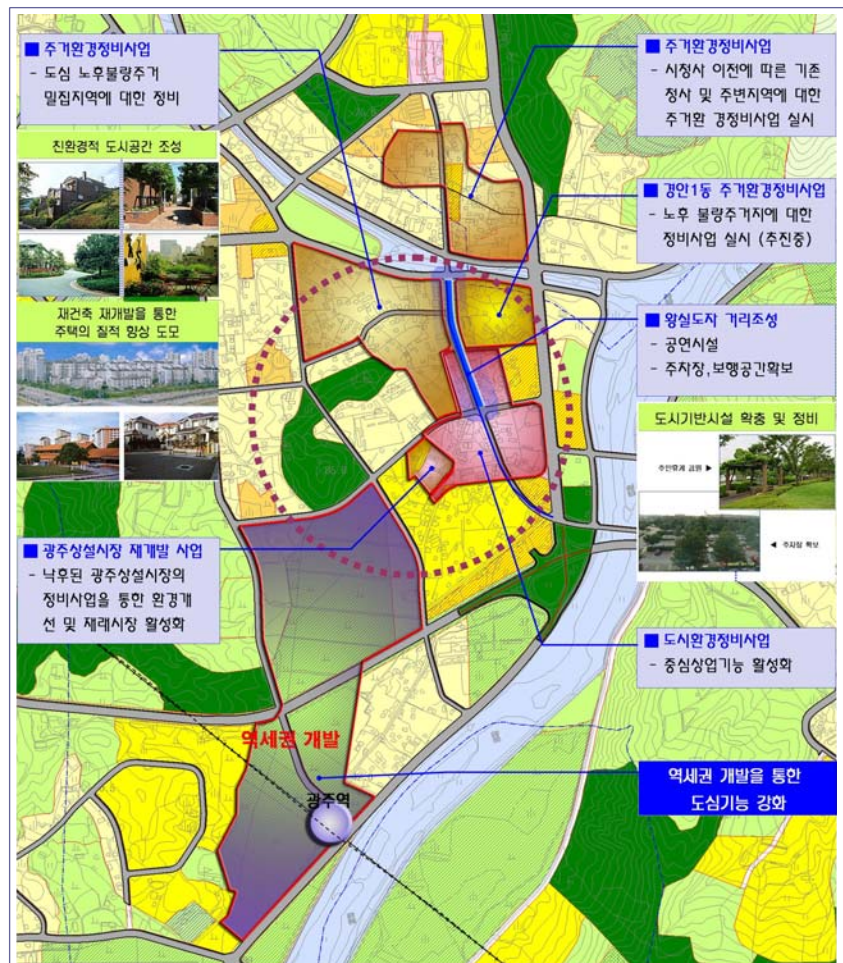 ■ 주거환경정비사업
- 도심 노후불량주거
밀집지역에 대한 정비
친환경적 도시공간 조성
재건축 재개발을 통한
주택의 질적 향상 도모
■ 광주상설시장 재개발 사업
- 낙후된 광주상설시장의
정비사업을 통한 환경개
선 및 재래시장 활성화
■ 주거환경정비사업
- 시청사 이전에 따른 기존
청사 및 주변지역에 대한
주거환 경정비사업 실시
■ 경안1동 주거환경정비사업
- 노후 불량주거지에 대한
정비사업 실시 (추진중)
■ 왕실도자 거리조성
- 공연시설
- 주차장,보행공간확보
도시기반시설 확충 및 정비
공원 ▶
◀ 주차장 확보
■ 도시환경정비사업
- 중심상업기능 활성화
역세권 개발
광주역
역세권 개발을 통한
도심기능 강화